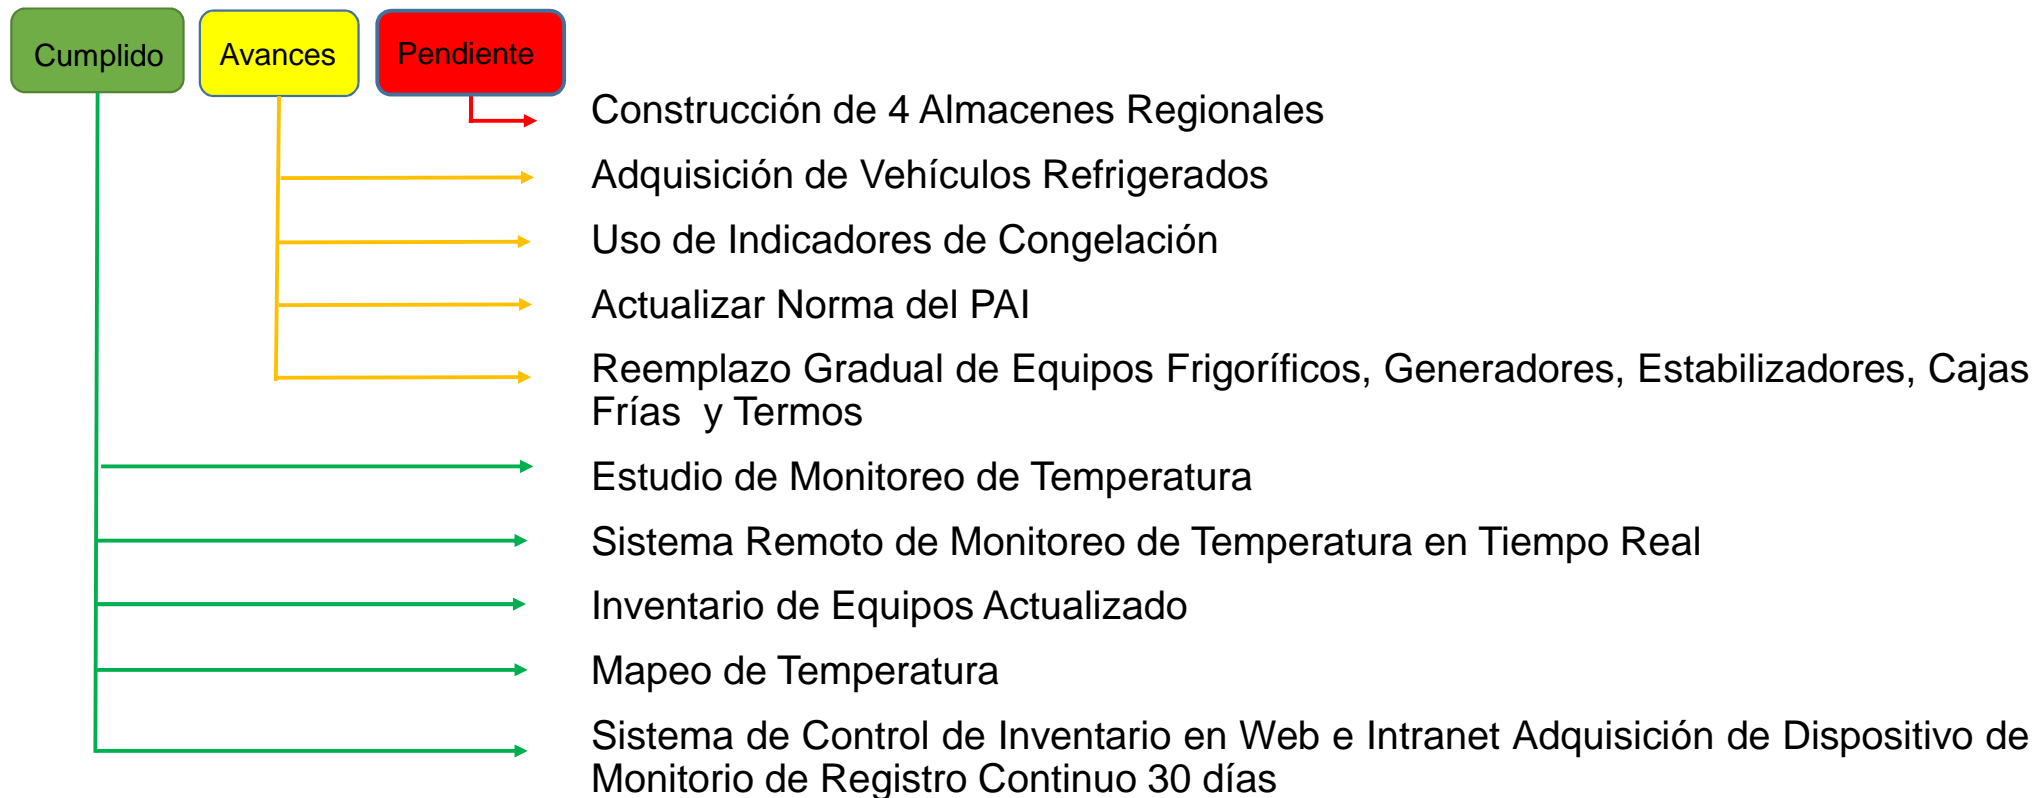 Cumplido
Avances
Pendiente
Construcción de 4 Almacenes Regionales
Adquisición de Vehículos Refrigerados
Uso de Indicadores de Congelación
Actualizar Norma del PAI
Reemplazo Gradual de Equipos Frigoríficos, Generadores, Estabilizadores, Cajas
Frías y Termos
Estudio de Monitoreo de Temperatura
Sistema Remoto de Monitoreo de Temperatura en Tiempo Real
Inventario de Equipos Actualizado
Mapeo de Temperatura
Sistema de Control de Inventario en Web e Intranet Adquisición de Dispositivo de
Monitorio de Registro Continuo 30 días